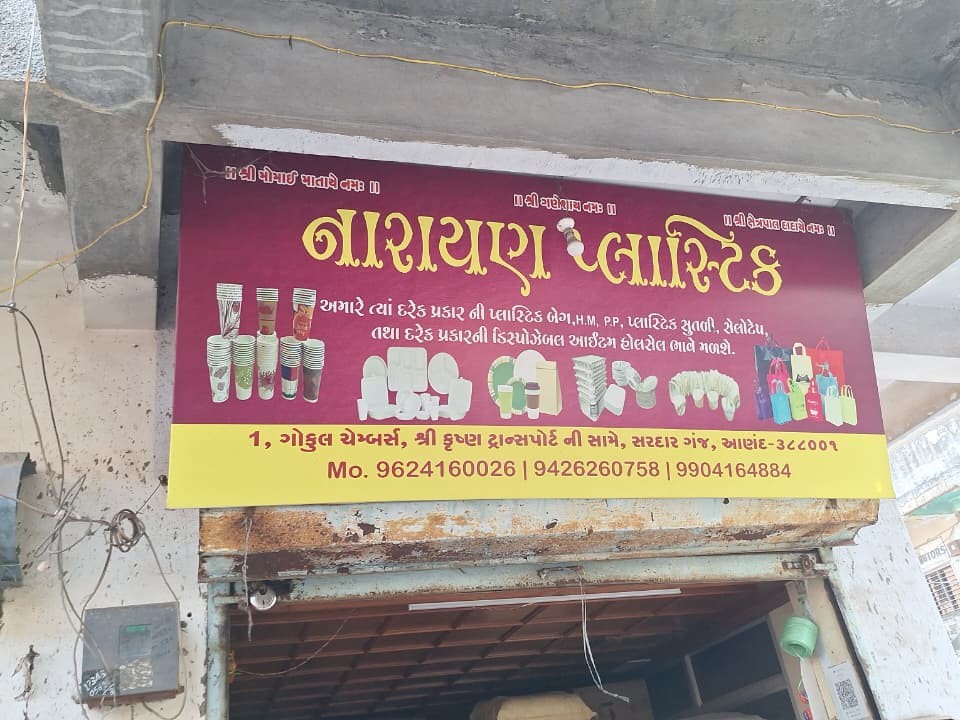 ॥ શ્રી મોમાઈ માતાયે નમઃ ॥
॥ શ્રી ગણેશાય નમઃ ॥
॥ શ્રી ક્ષેત્રપાલ દાદાયે નમઃ ॥
નારાયણ પ્લાસ્ટિક
અમારે ત્યાં દરેક પ્રકાર ની પ્લાસ્ટિક બેગ, H.M, P.P, પ્લાસ્ટિક સુતળી, સેલોટેપ,
તથા દરેક પ્રકારની ડિસ્પોઝેબલ આઈટમ હોલસેલ ભાવે મળશે.
1, ગોકુલ ચેમ્બર્સ, શ્રી કૃષ્ણ ટ્રાન્સપોર્ટ ની સામે, સરદાર ગંજ, આણંદ-૩૮૮૦૦૧
Mo. 9624160026 | 9426260758 | 9904164884